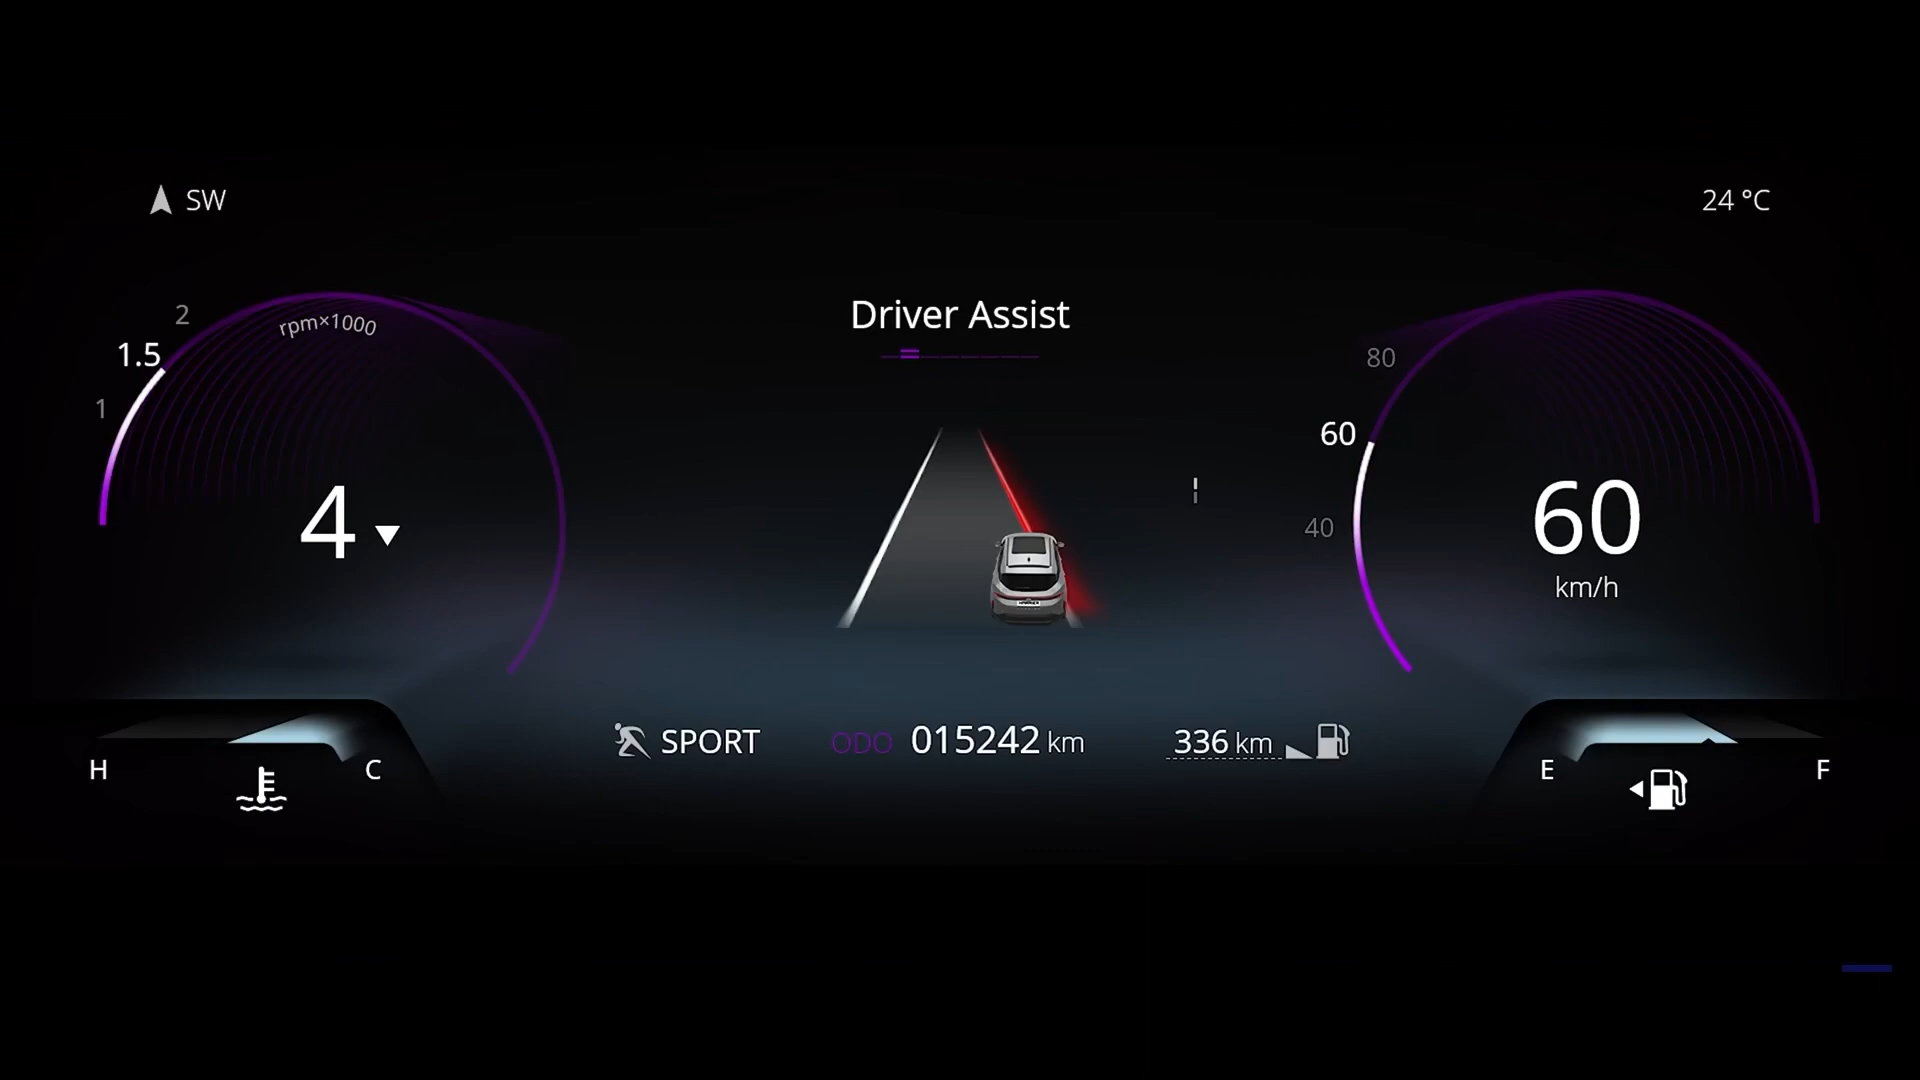 SW
24 °C
2
rpm×1000
1.5
1
4
Driver Assist
80
60
40
60
km/h
SPORT
ODO 015242 km
336 km
H
C
E
F